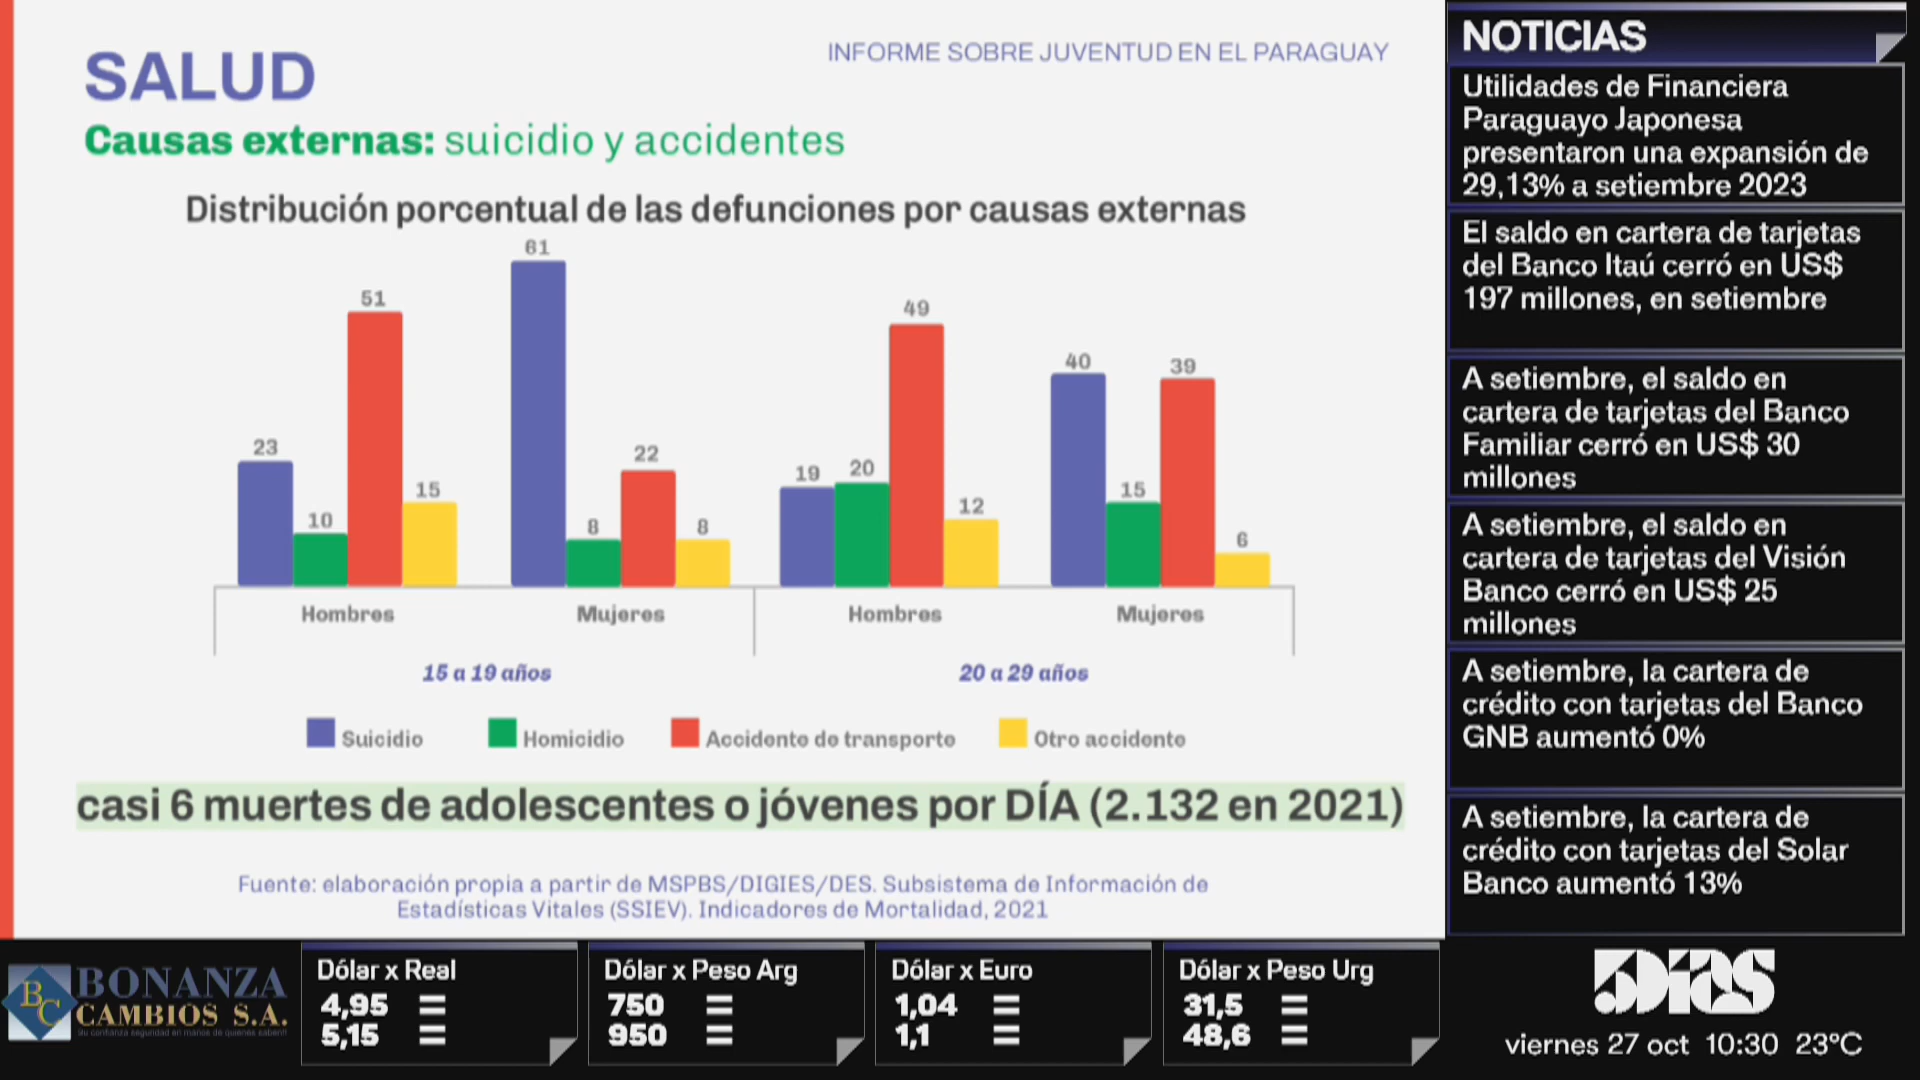 SALUD
INFORME SOBRE JUVENTUD EN EL PARAGUAY
Causas externas: suicidio y accidentes
Distribución porcentual de las defunciones por causas externas
23
10
51
15
61
8
22
8
19
20
49
12
40
15
39
6
Hombres
Mujeres
Hombres
Mujeres
15 a 19 años
20 a 29 años
Suicidio
Homicidio
Accidente de transporte
Otro accidente
casi 6 muertes de adolescentes o jóvenes por DÍA (2.132 en 2021)
Fuente: elaboración propia a partir de MSPBS/DIGIES/DES. Subsistema de Información de
Estadísticas Vitales (SSIEV). Indicadores de Mortalidad, 2021
NOTICIAS
Utilidades de Financiera
Paraguayo Japonesa
presentaron una expansión de
29,13% a setiembre 2023
El saldo en cartera de tarjetas
del Banco Itaú cerró en US$
197 millones, en setiembre
A setiembre, el saldo en
cartera de tarjetas del Banco
Familiar cerró en US$ 30
millones
A setiembre, el saldo en
cartera de tarjetas del Visión
Banco cerró en US$ 25
millones
A setiembre, la cartera de
crédito con tarjetas del Banco
GNB aumentó 0%
A setiembre, la cartera de
crédito con tarjetas del Solar
Banco aumentó 13%
BC
BONANZA
CAMBIOS S.A.
Su confianza seguridad en manos de quienes saben!!
Dólar x Real
4,95
5,15
Dólar x Peso Arg
750
950
Dólar x Euro
1,04
1,1
Dólar x Peso Urg
31,5
48,6
5Días
viernes 27 oct 10:30 23°C